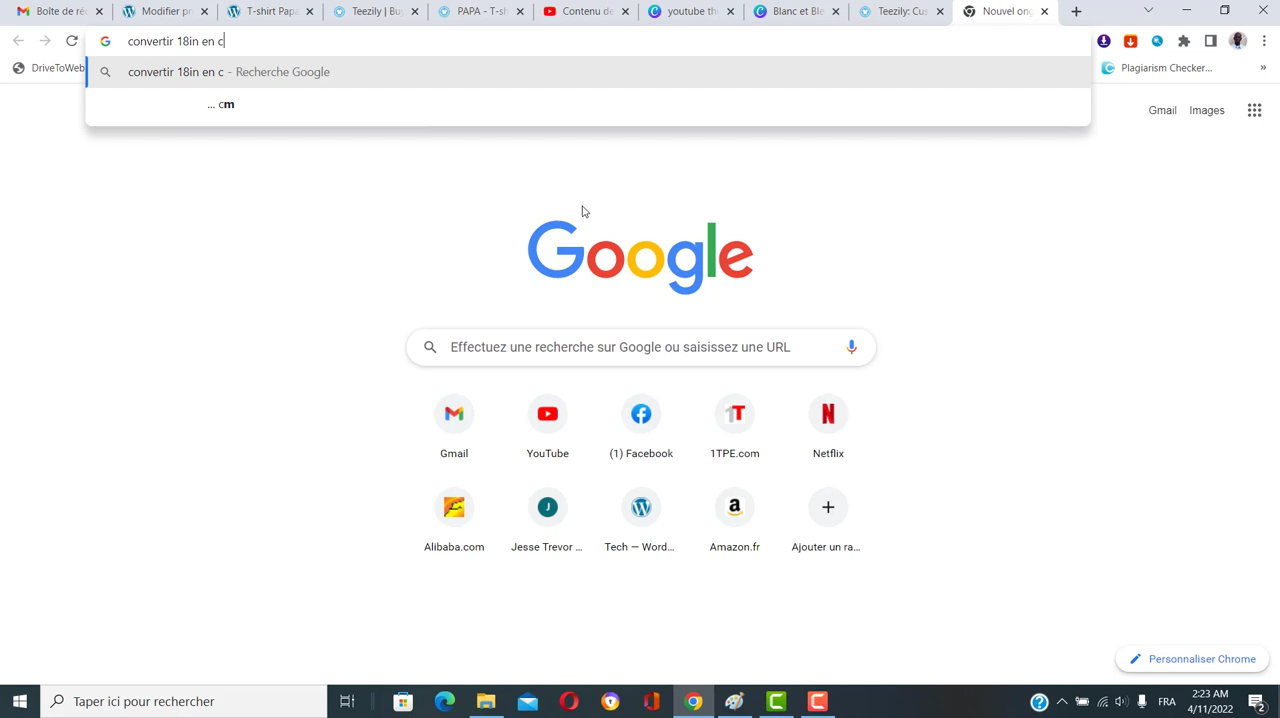 Boîte de ré
Modifier pro
T-shirt Papa
Teezily | Buy
PAPA - T-sh
Contenu de
youtube th
Blanc et Ble
Teezily: Cus
Nouvel ong
convertir 18in en c
DriveToWeb
convertir 18in en c - Recherche Google
... cm
Plagiarism Checker...
»
Gmail
Images
Google
Effectuez une recherche sur Google ou saisissez une URL
Gmail
YouTube
(1) Facebook
1TPE.com
Netflix
Alibaba.com
Jesse Trevor ...
Tech — Word...
Amazon.fr
Ajouter un ra...
Personnaliser Chrome
Taper ici pour rechercher
FRA
2:23 AM
4/11/2022